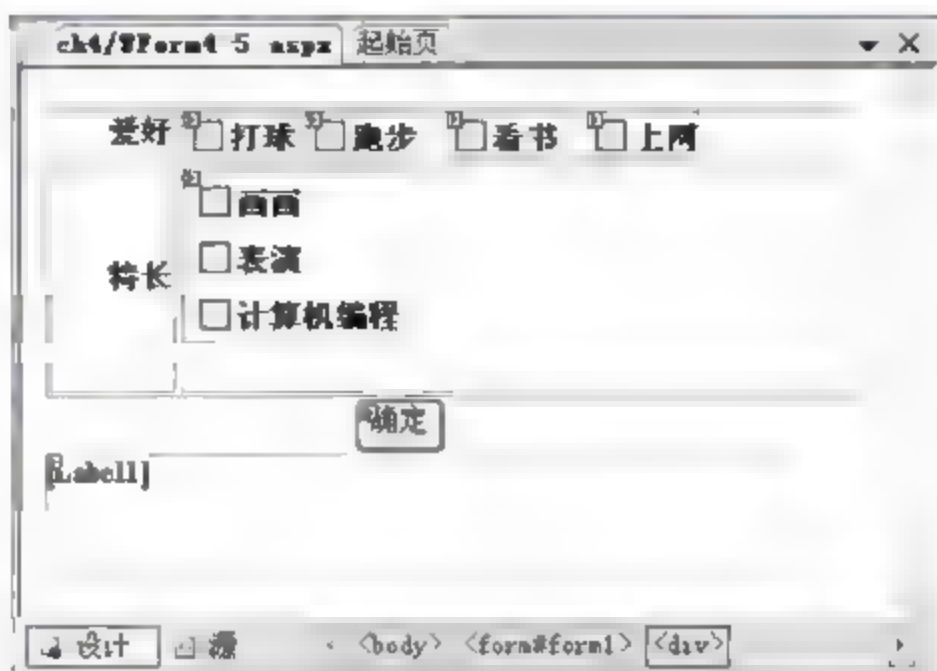 ch4/WForm4 5 aspx 起始页
爱好 打球 跑步 看书 上网
画画
表演
特长
计算机编程
确定
[Label1]
设计 源 <body> <form#form1> <div>